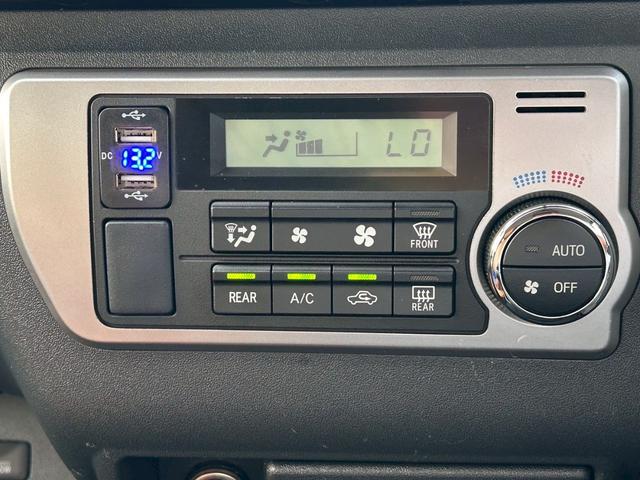 DC 13.2 V
LO
FRONT
AUTO
OFF
REAR
A/C
REAR